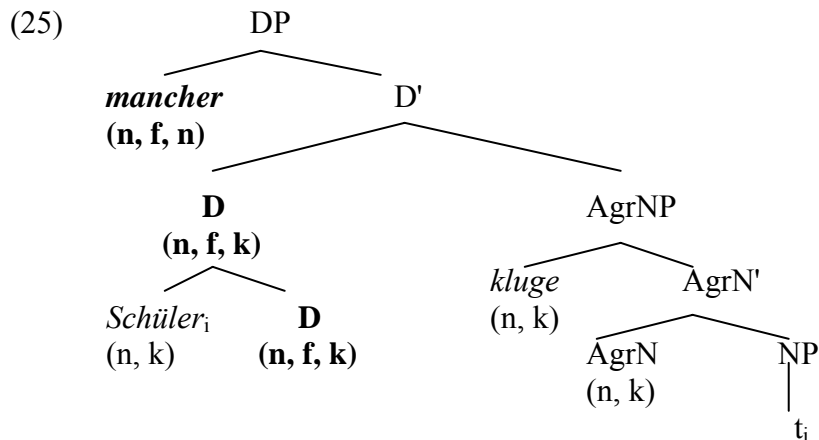 (25) DP
mancher D'
(n, f, n)
D AgrNP
(n, f, k)
kluge AgrN'
Schüleri D (n, k)
(n, k) (n, f, k) AgrN NP
(n, k)
ti